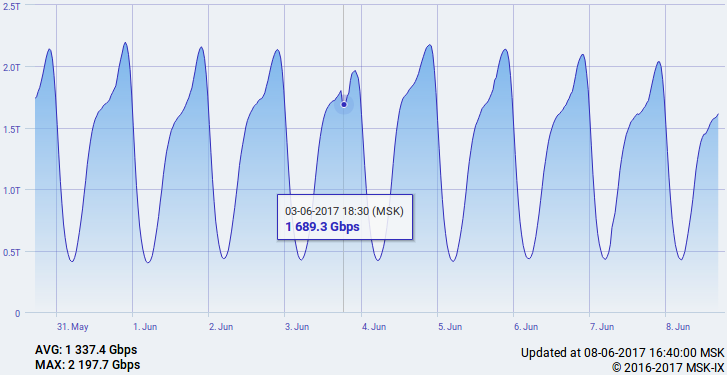 2.5T
2.0T
1.5T
1.0T
0.5T
0
03-06-2017 18:30 (MSK)
1 689.3 Gbps
31. May 1. Jun 2. Jun 3. Jun 4. Jun 5. Jun 6. Jun 7. Jun 8. Jun
AVG: 1 337.4 Gbps
MAX: 2 197.7 Gbps
Updated at 08-06-2017 16:40:00 MSK
© 2016-2017 MSK-IX